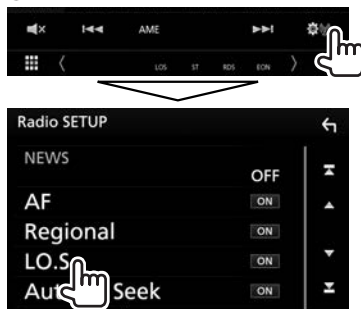 AME
LOS ST RDS EON
Radio SETUP
NEWS
OFF
AF ON
Regional ON
LO.S ON
Seek ON